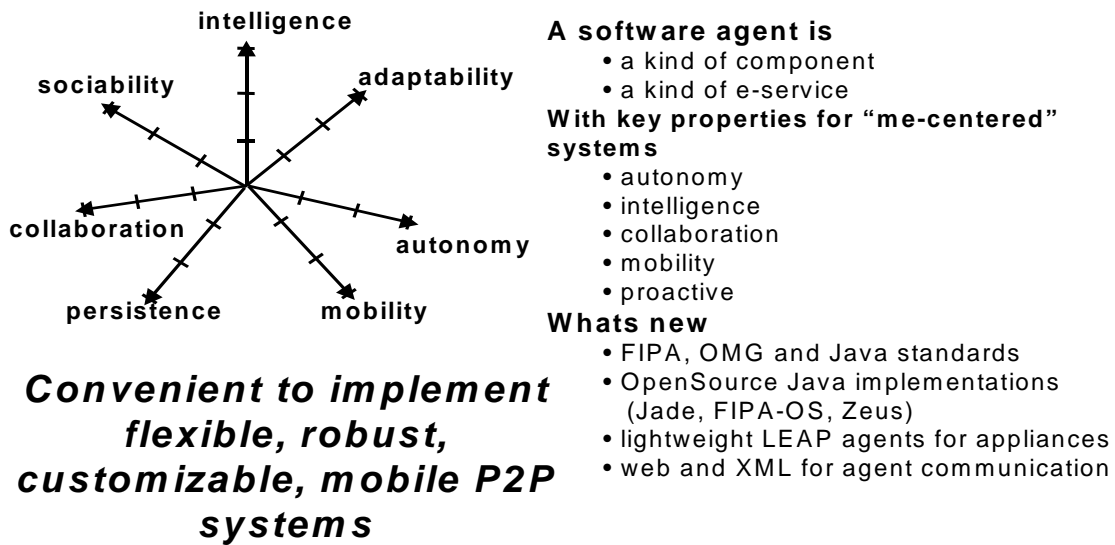 intelligence
sociability
adaptability
collaboration
autonomy
persistence
mobility
Convenient to implement
flexible, robust,
customizable, mobile P2P
systems
A software agent is
• a kind of component
• a kind of e-service
With key properties for “me-centered”
systems
• autonomy
• intelligence
• collaboration
• mobility
• proactive
Whats new
• FIPA, OMG and Java standards
• OpenSource Java implementations
(Jade, FIPA-OS, Zeus)
• lightweight LEAP agents for appliances
• web and XML for agent communication